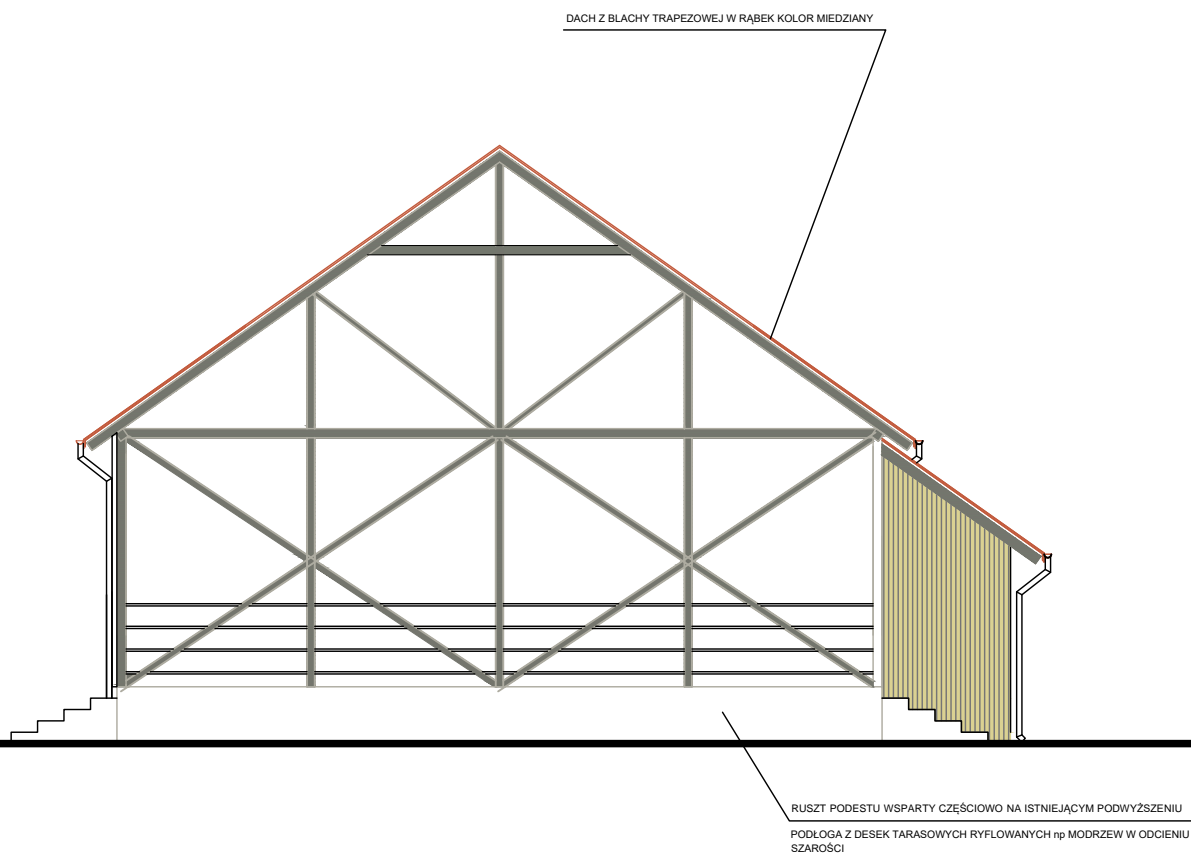 DACH Z BLACHY TRAPEZOWEJ W RĄBEK KOLOR MIEDZIANY
RUSZT PODESTU WSPARTY CZĘŚCIOWO NA ISTNIEJĄCYM PODWYŻSZENIU
PODŁOGA Z DESEK TARASOWYCH RYFLOWANYCH np MODRZEW W ODCIENIU
SZAROŚCI